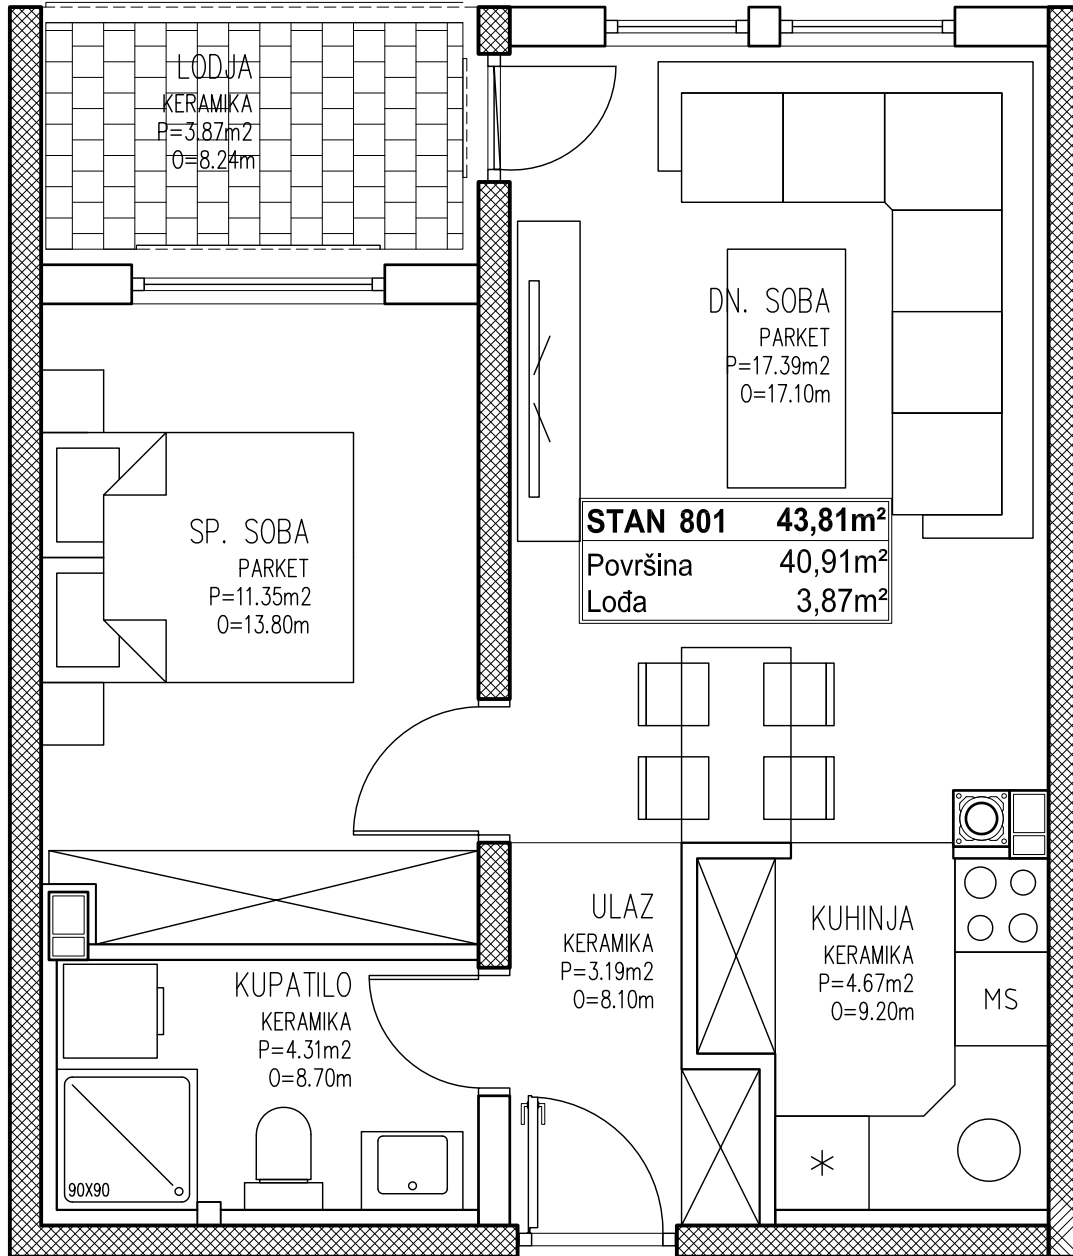 LODJA
KERAMIKA
P=3.87m2
O=8.24m
DN. SOBA
PARKET
P=17.39m2
O=17.10m
STAN 801 43,81m²
Površina 40,91m²
Lođa 3,87m²
SP. SOBA
PARKET
P=11.35m2
O=13.80m
ULAZ
KERAMIKA
P=3.19m2
O=8.10m
KUHINJA
KERAMIKA
P=4.67m2
O=9.20m
MS
KUPATILO
KERAMIKA
P=4.31m2
O=8.70m
90X90